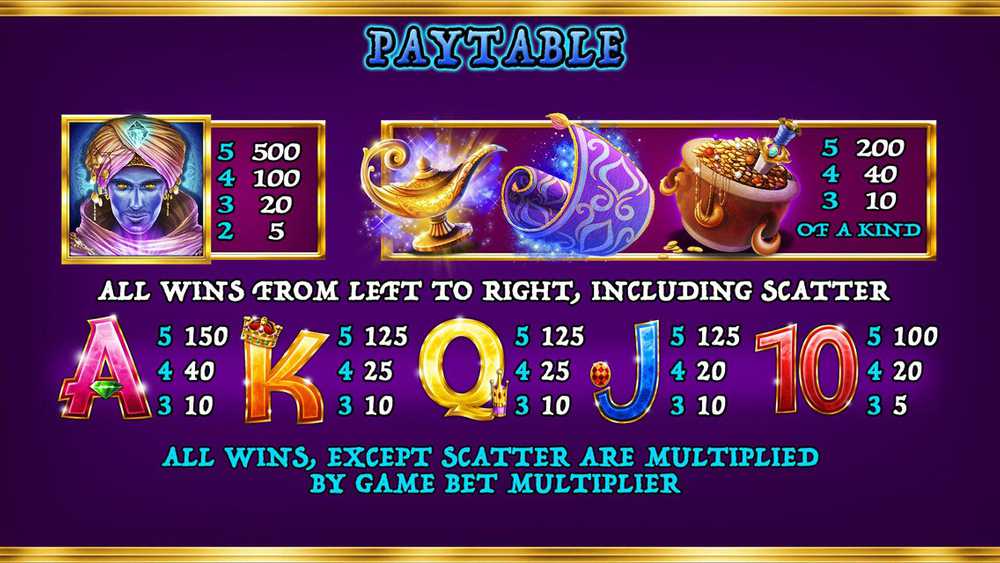 PAYTABLE
5 500
4 100
3 20
2 5
5 200
4 40
3 10
OF A KIND
ALL WINS FROM LEFT TO RIGHT, INCLUDING SCATTER
A
5 150
4 40
3 10
K
5 125
4 25
3 10
Q
5 125
4 25
3 10
J
5 125
4 20
3 10
10
5 100
4 20
3 5
ALL WINS, EXCEPT SCATTER ARE MULTIPLIED
BY GAME BET MULTIPLIER